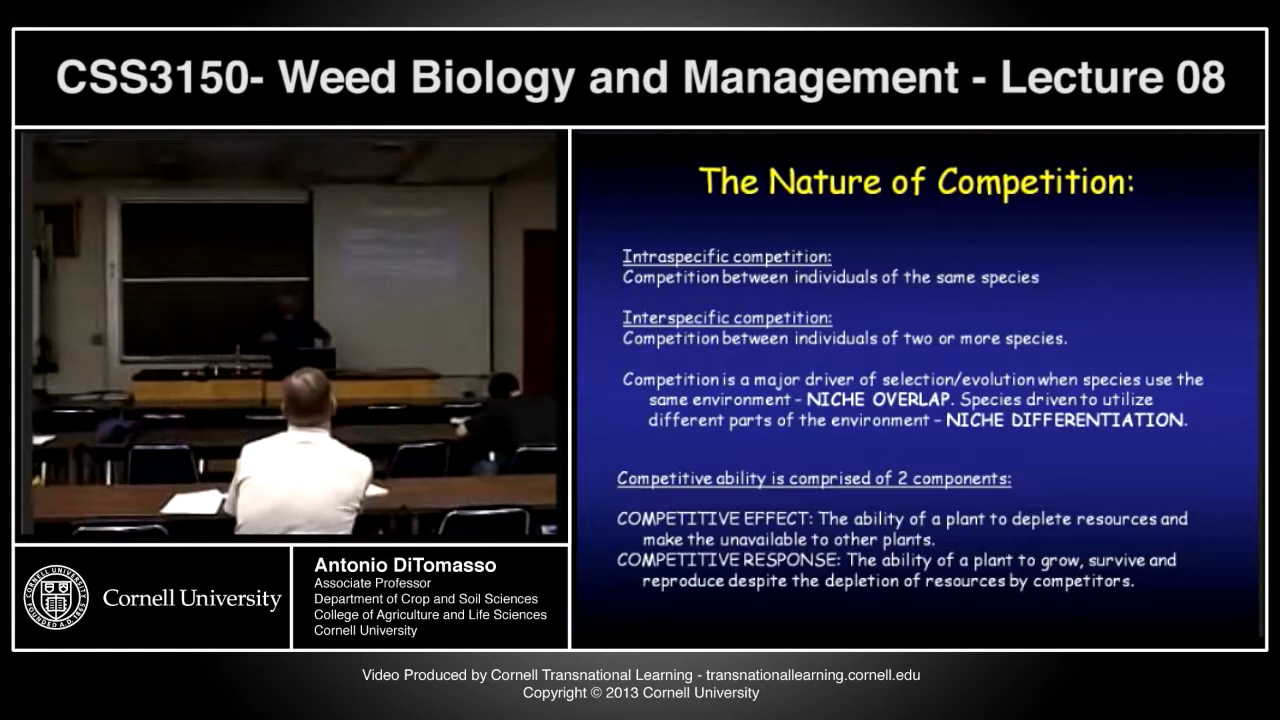 CSS3150- Weed Biology and Management - Lecture 08
The Nature of Competition:
Intraspecific competition:
Competition between individuals of the same species
Interspecific competition:
Competition between individuals of two or more species.
Competition is a major driver of selection/evolution when species use the
same environment – NICHE OVERLAP. Species driven to utilize
different parts of the environment – NICHE DIFFERENTIATION.
Competitive ability is comprised of 2 components:
COMPETITIVE EFFECT: The ability of a plant to deplete resources and
make the unavailable to other plants.
COMPETITIVE RESPONSE: The ability of a plant to grow, survive and
reproduce despite the depletion of resources by competitors.
Cornell University
Antonio DiTomasso
Associate Professor
Department of Crop and Soil Sciences
College of Agriculture and Life Sciences
Cornell University
Video Produced by Cornell Transnational Learning - transnationallearning.cornell.edu
Copyright © 2013 Cornell University